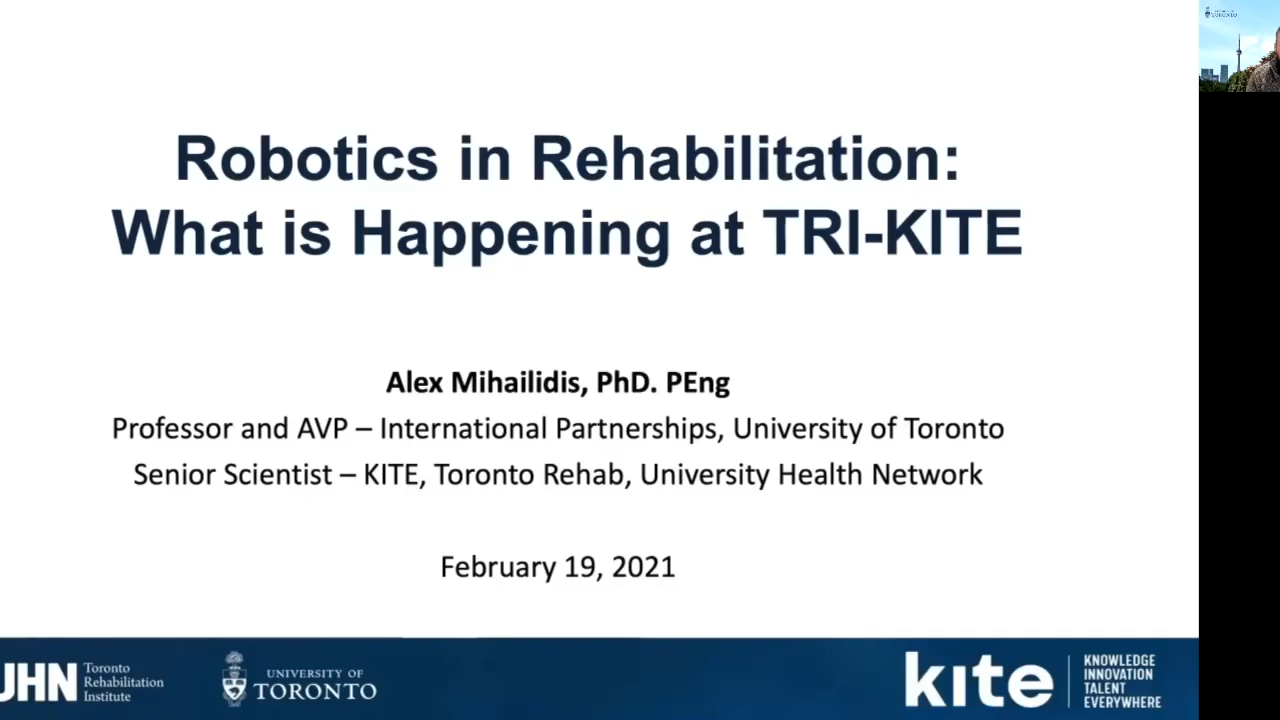 Robotics in Rehabilitation:
What is Happening at TRI-KITE
Alex Mihailidis, PhD. PEng
Professor and AVP – International Partnerships, University of Toronto
Senior Scientist – KITE, Toronto Rehab, University Health Network
February 19, 2021
JHN
Toronto
Rehabilitation
Institute
UNIVERSITY OF
TORONTO
kite
KNOWLEDGE
INNOVATION
TALENT
EVERYWHERE
TORONTO